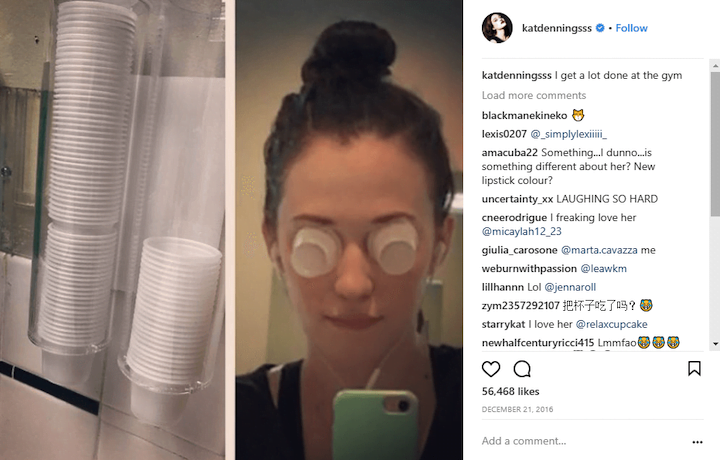 katdenningsss • Follow
katdenningsss I get a lot done at the gym
Load more comments
blackmanekineko 🐱
lexis0207 @_simplylexiiiii_
amacuba22 Something...I dunno...is
something different about her? New
lipstick colour?
uncertainty_xx LAUGHING SO HARD
cneerodrigue I freaking love her
@micaylah12_23
giulia_carosone @marta.cavazza me
weburnwithpassion @leawkm
lillhannn Lol @jennaroll
zym2357292107 把杯子吃了吗？😹
starrykat I love her @relaxcupcake
newhalfcenturyricci415 Lmmfao😹😹😹
56,468 likes
DECEMBER 21, 2016
Add a comment...